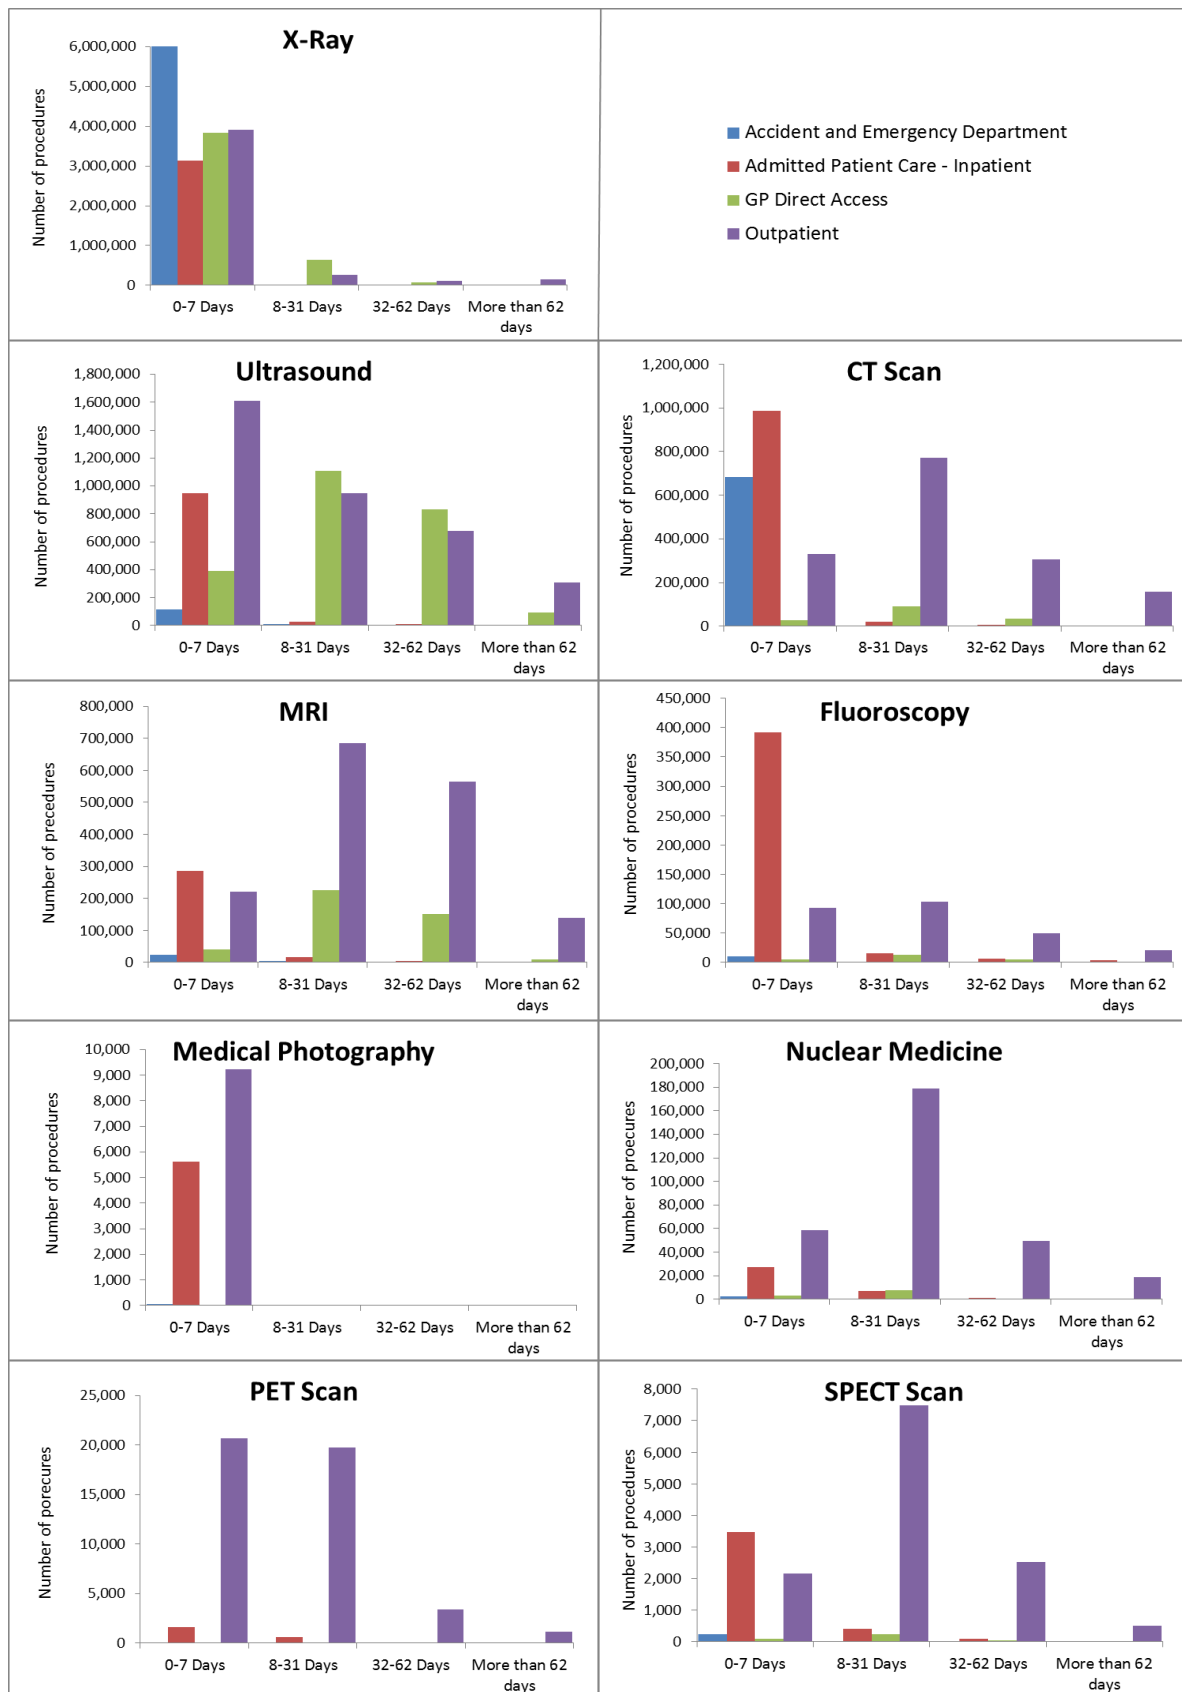 X-Ray
Number of procedures
6,000,000
5,000,000
4,000,000
3,000,000
2,000,000
1,000,000
0
0-7 Days
8-31 Days
32-62 Days
More than 62
days
Accident and Emergency Department
Admitted Patient Care - Inpatient
GP Direct Access
Outpatient
Ultrasound
Number of procedures
1,800,000
1,600,000
1,400,000
1,200,000
1,000,000
800,000
600,000
400,000
200,000
0
0-7 Days
8-31 Days
32-62 Days
More than 62
days
CT Scan
Number of procedures
1,200,000
1,000,000
800,000
600,000
400,000
200,000
0
0-7 Days
8-31 Days
32-62 Days
More than 62
days
MRI
Number of precedures
800,000
700,000
600,000
500,000
400,000
300,000
200,000
100,000
0
0-7 Days
8-31 Days
32-62 Days
More than 62
days
Fluoroscopy
Number of procedures
450,000
400,000
350,000
300,000
250,000
200,000
150,000
100,000
50,000
0
0-7 Days
8-31 Days
32-62 Days
More than 62
days
Medical Photography
Number of procedures
10,000
9,000
8,000
7,000
6,000
5,000
4,000
3,000
2,000
1,000
0
0-7 Days
8-31 Days
32-62 Days
More than 62
days
Nuclear Medicine
Number of proecures
200,000
180,000
160,000
140,000
120,000
100,000
80,000
60,000
40,000
20,000
0
0-7 Days
8-31 Days
32-62 Days
More than 62
days
PET Scan
Number of porecures
25,000
20,000
15,000
10,000
5,000
0
0-7 Days
8-31 Days
32-62 Days
More than 62
days
SPECT Scan
Number of procedures
8,000
7,000
6,000
5,000
4,000
3,000
2,000
1,000
0
0-7 Days
8-31 Days
32-62 Days
More than 62
days